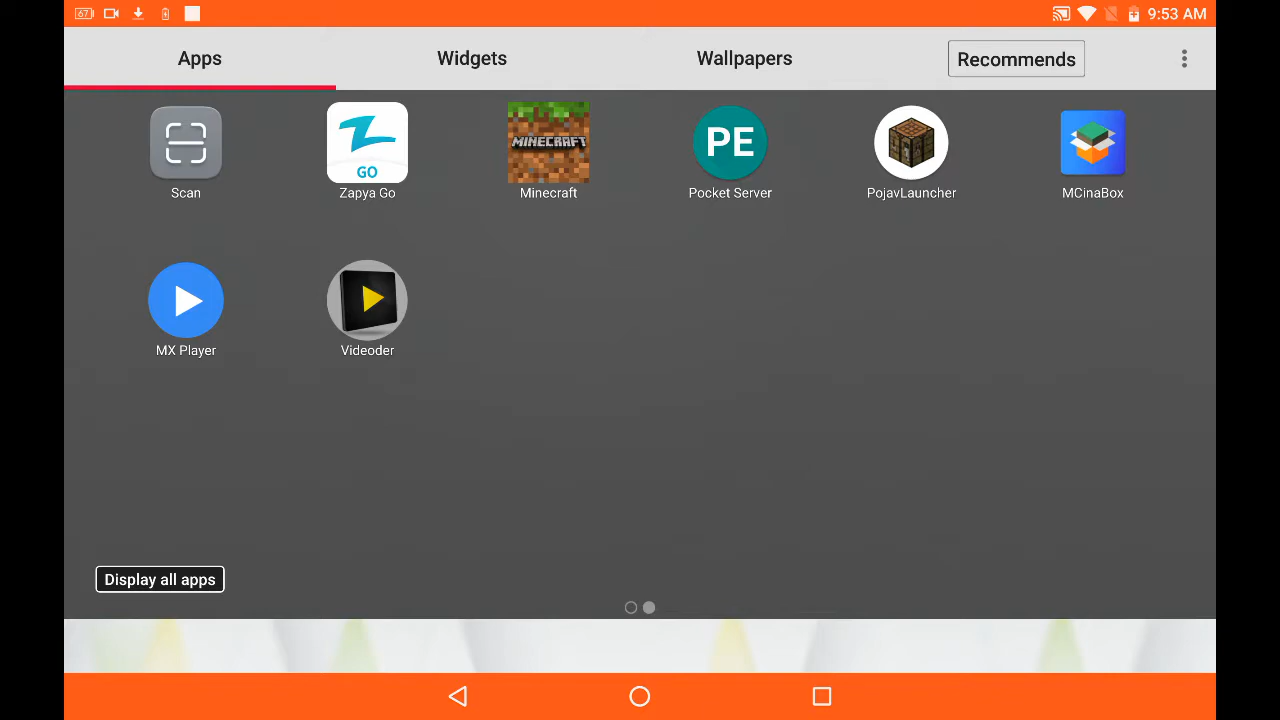 67
9:53 AM
Apps
Widgets
Wallpapers
Recommends
GO
MINECRAFT
PE
Scan
Zapya Go
Minecraft
Pocket Server
PojavLauncher
MCinaBox
MX Player
Videoder
Display all apps